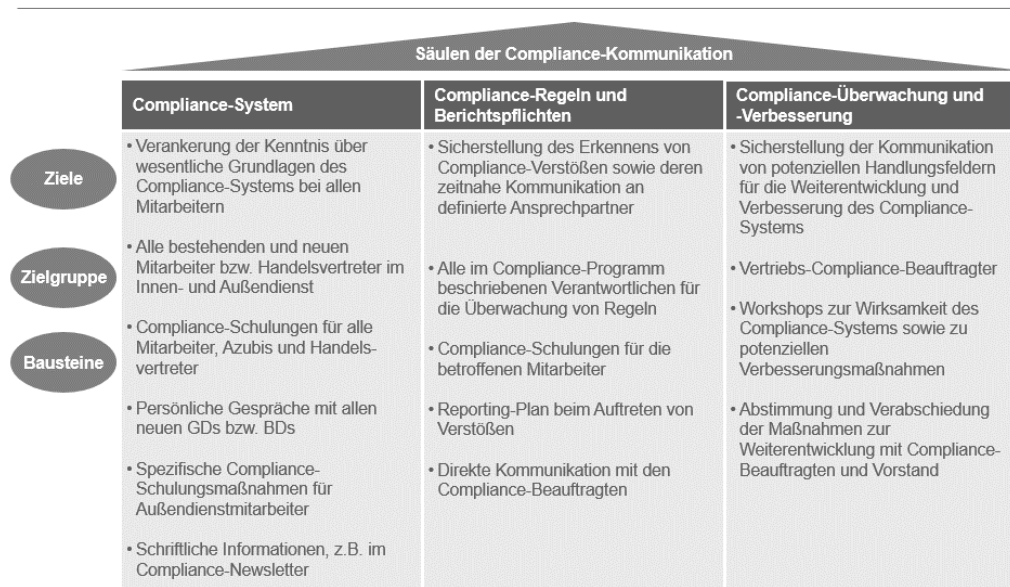 Säulen der Compliance-Kommunikation
Compliance-System
Compliance-Regeln und
Berichtspflichten
Compliance-Überwachung und
-Verbesserung
Ziele
• Verankerung der Kenntnis über
wesentliche Grundlagen des
Compliance-Systems bei allen
Mitarbeitern
• Sicherstellung des Erkennens von
Compliance-Verstößen sowie deren
zeitnahe Kommunikation an
definierte Ansprechpartner
• Sicherstellung der Kommunikation
von potenziellen Handlungsfeldern
für die Weiterentwicklung und
Verbesserung des Compliance-
Systems
Zielgruppe
• Alle bestehenden und neuen
Mitarbeiter bzw. Handelsvertreter im
Innen- und Außendienst
• Alle im Compliance-Programm
beschriebenen Verantwortlichen für
die Überwachung von Regeln
• Vertriebs-Compliance-Beauftragter
Bausteine
• Compliance-Schulungen für alle
Mitarbeiter, Azubis und Handels-
vertreter
• Persönliche Gespräche mit allen
neuen GDs bzw. BDs
• Spezifische Compliance-
Schulungsmaßnahmen für
Außendienstmitarbeiter
• Schriftliche Informationen, z.B. im
Compliance-Newsletter
• Compliance-Schulungen für die
betroffenen Mitarbeiter
• Reporting-Plan beim Auftreten von
Verstößen
• Direkte Kommunikation mit den
Compliance-Beauftragten
• Workshops zur Wirksamkeit des
Compliance-Systems sowie zu
potenziellen
Verbesserungsmaßnahmen
• Abstimmung und Verabschiedung
der Maßnahmen zur
Weiterentwicklung mit Compliance-
Beauftragten und Vorstand